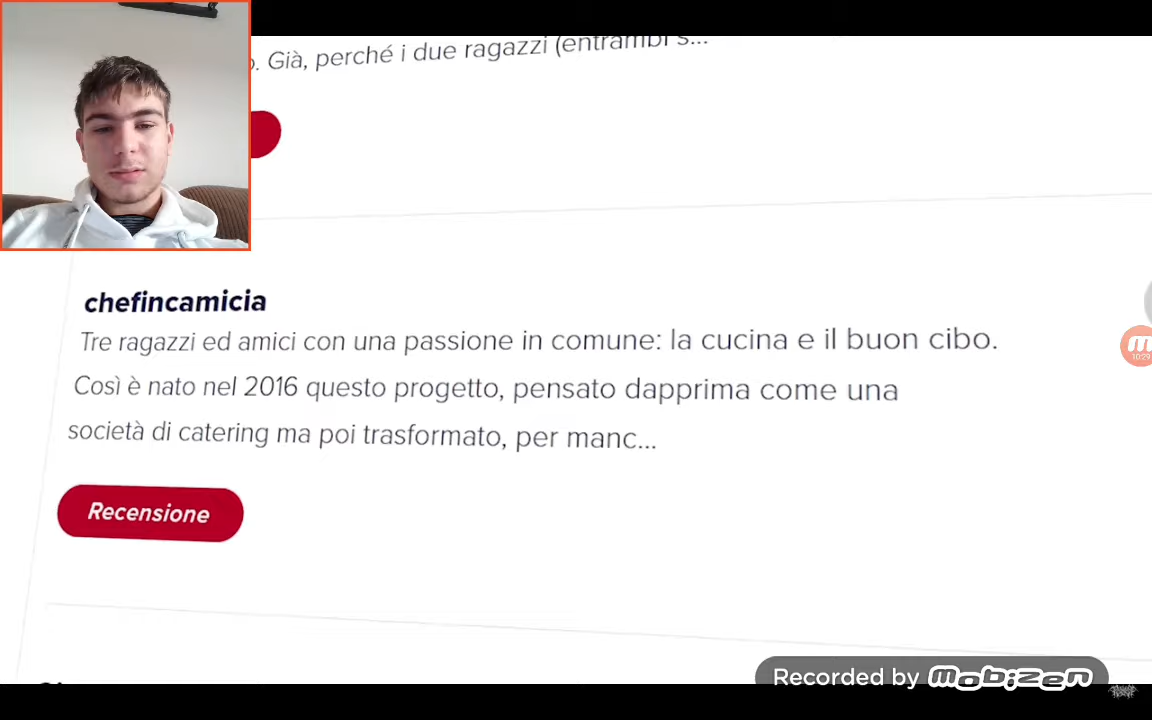 . Già, perché i due ragazzi (entrambi s...
chefincamicia
Tre ragazzi ed amici con una passione in comune: la cucina e il buon cibo.
Così è nato nel 2016 questo progetto, pensato dapprima come una
società di catering ma poi trasformato, per manc...
Recensione
10:29
Recorded by mobizen